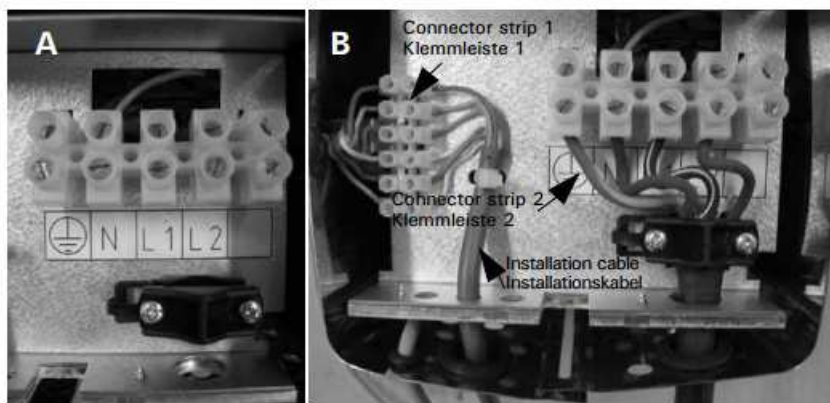 A
N L1 L2
B
Connector strip 1
Klemmleiste 1
Connector strip 2
Klemmleiste 2
Installation cable
Installationskabel